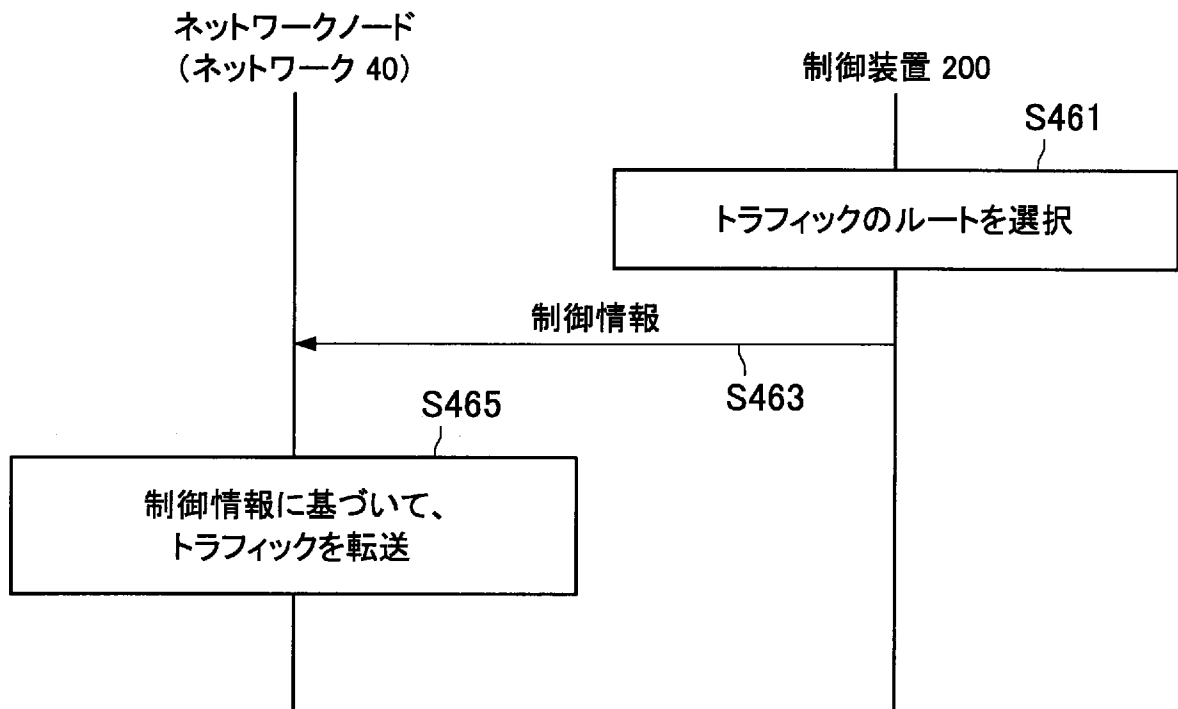 ネットワークノード
（ネットワーク 40）
制御装置 200
S461
トラフィックのルートを選択
制御情報
S463
S465
制御情報に基づいて、
トラフィックを転送